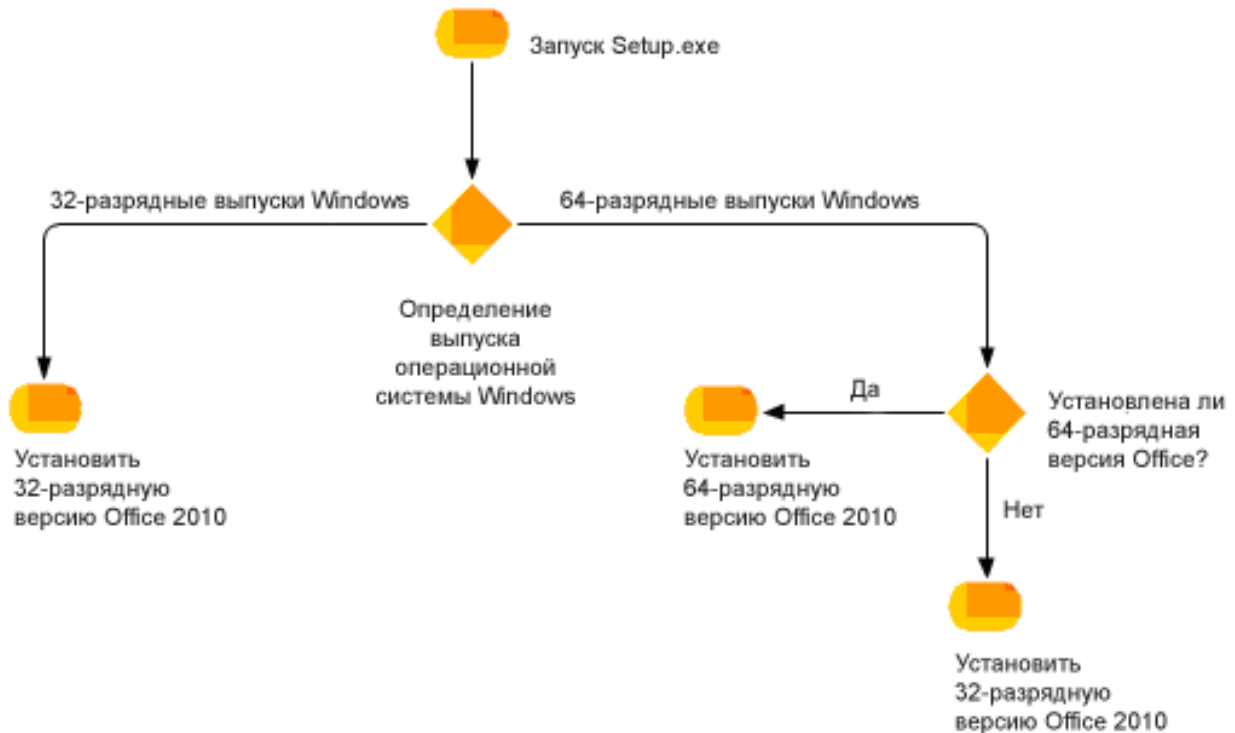 Запуск Setup.exe
32-разрядные выпуски Windows
64-разрядные выпуски Windows
Определение
выпуска
операционной
системы Windows
Да
Установлена ли
64-разрядная
версия Office?
Установить
32-разрядную
версию Office 2010
Установить
64-разрядную
версию Office 2010
Нет
Установить
32-разрядную
версию Office 2010